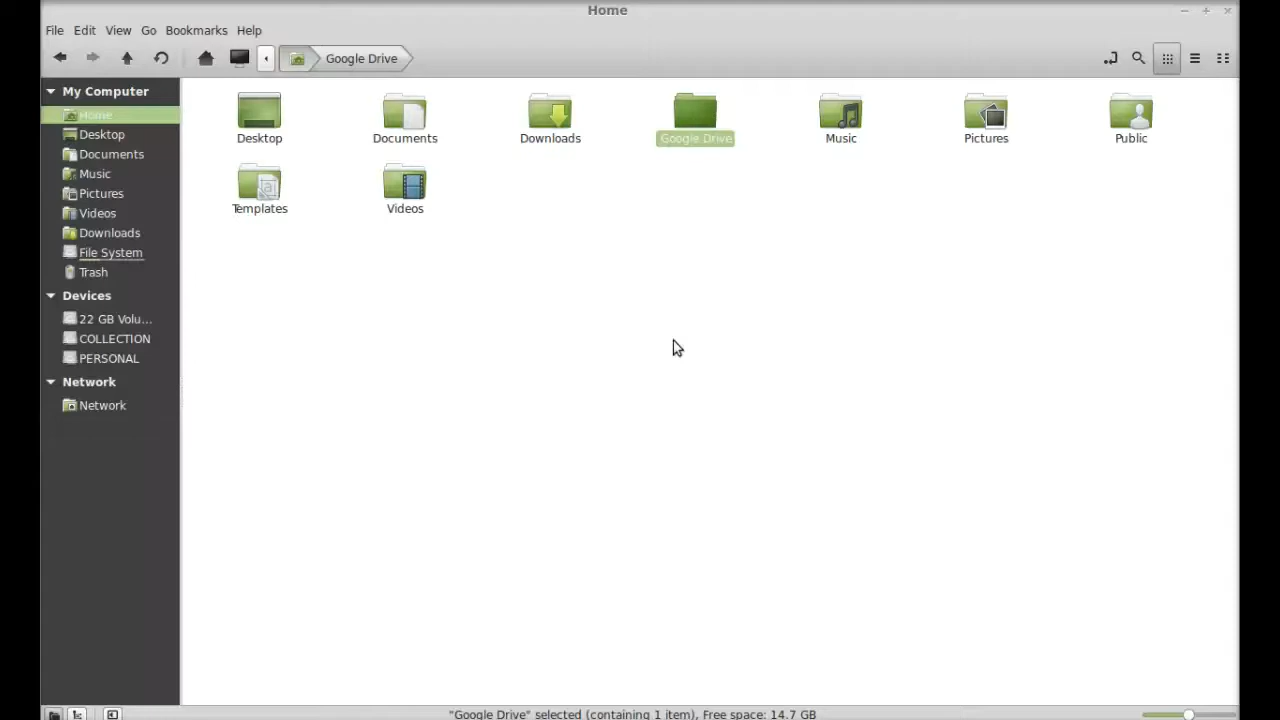 Home
File Edit View Go Bookmarks Help
Google Drive
My Computer
Home
Desktop
Documents
Music
Pictures
Videos
Downloads
File System
Trash
Devices
22 GB Volu...
COLLECTION
PERSONAL
Network
Network
Desktop Documents Downloads Google Drive Music Pictures Public
Templates Videos
"Google Drive" selected (containing 1 item), Free space: 14.7 GB